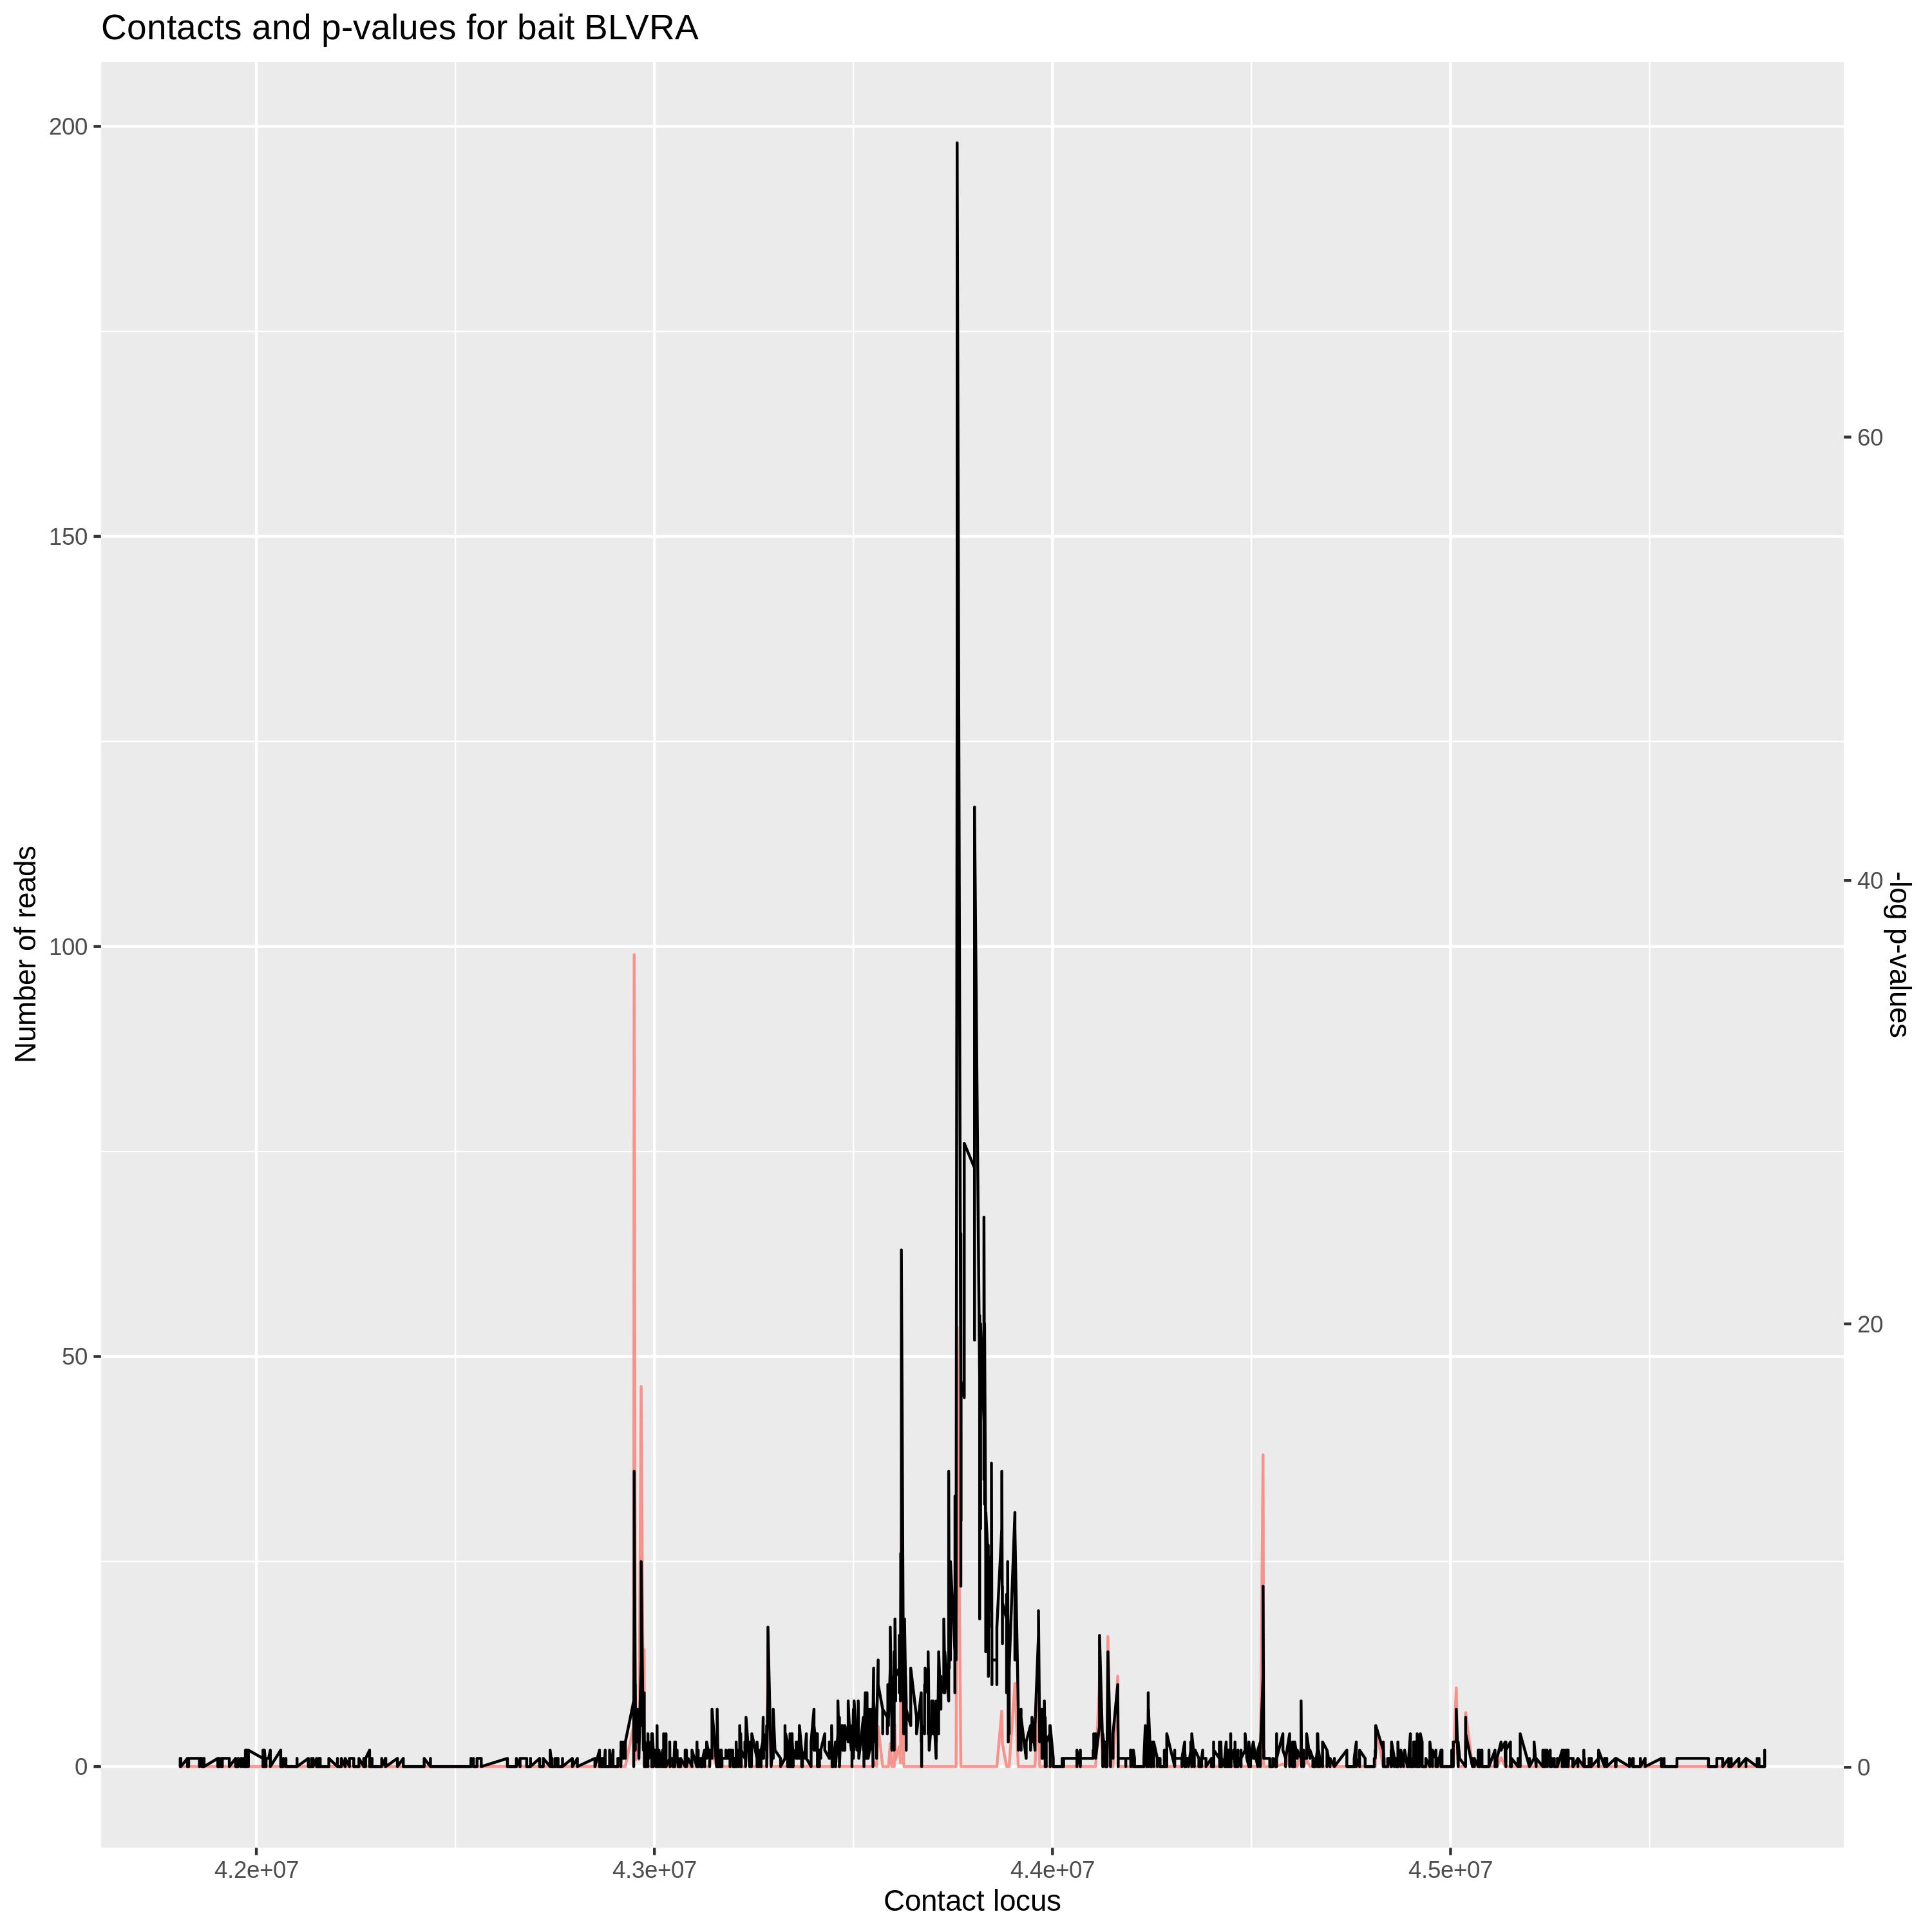 Contacts and p-values for bait BLVRA
200
150
100
50
0
Number of reads
60
40
20
0
-log p-values
4.2e+07
4.3e+07
4.4e+07
4.5e+07
Contact locus